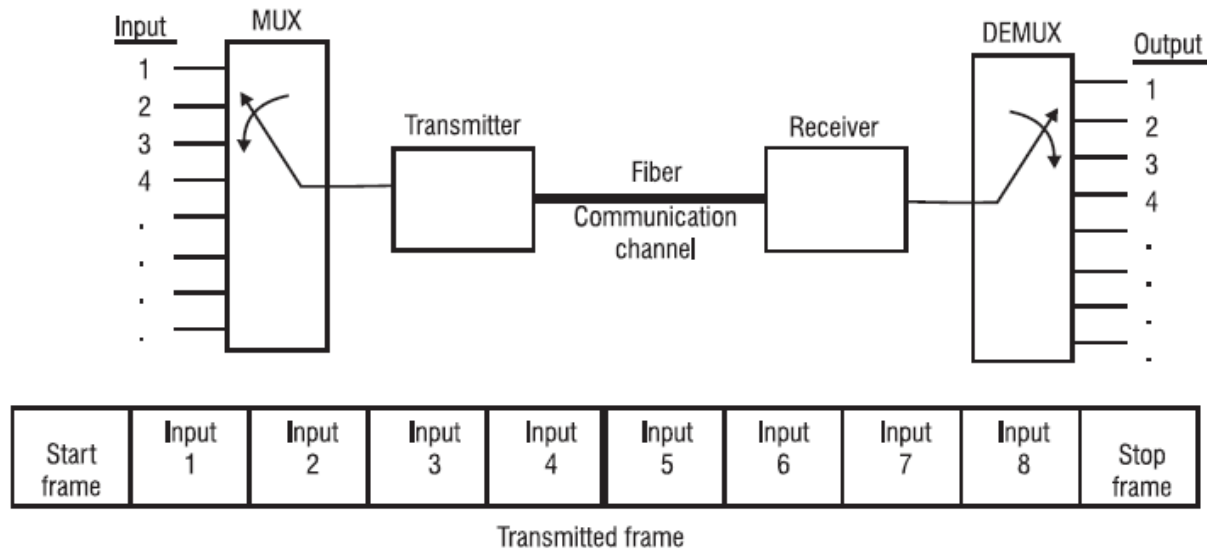 Input
MUX
DEMUX
Output
1
2
3
4
.
.
.
.
Transmitter
Receiver
Fiber
Communication
channel
1
2
3
4
.
.
.
.
Start
frame
Input
1
Input
2
Input
3
Input
4
Input
5
Input
6
Input
7
Input
8
Stop
frame
Transmitted frame